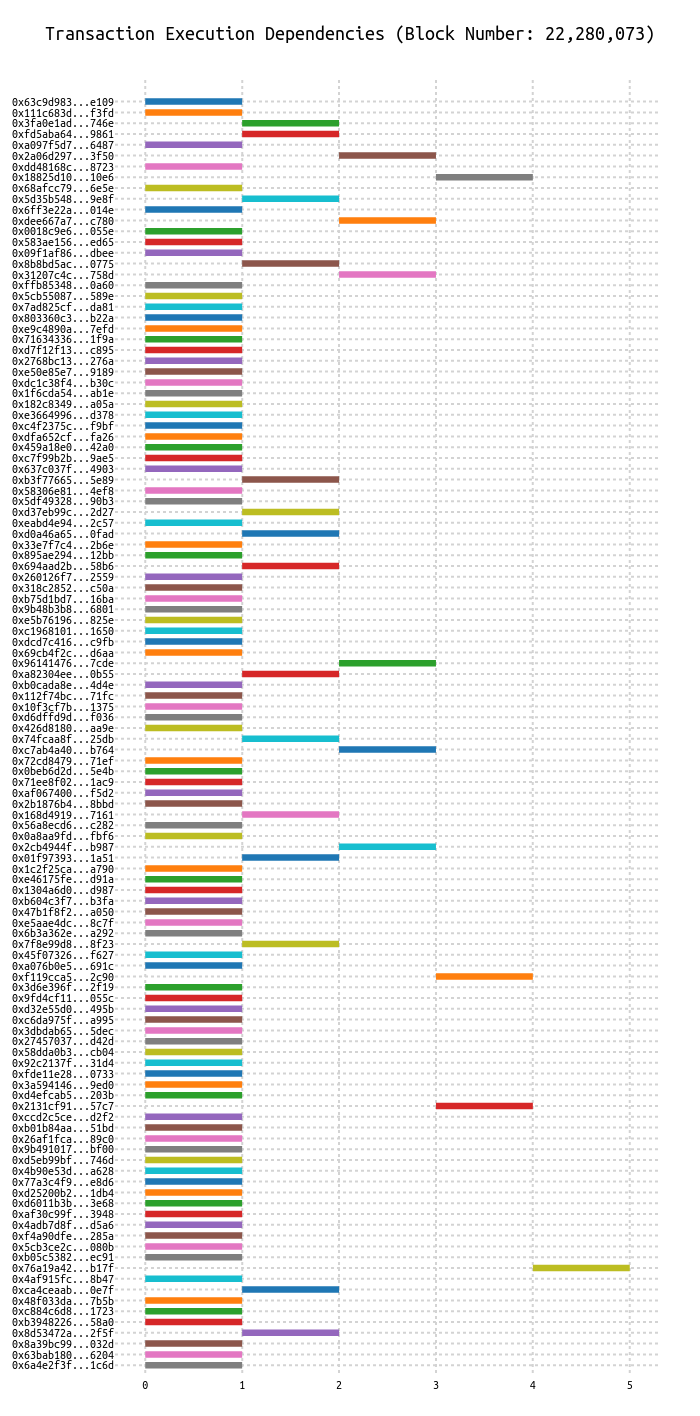 Transaction Execution Dependencies (Block Number: 22,280,073)
0x63c9d983...e109
0x111c683d...f3fd
0x3fa0e1ad...746e
0xfd5aba64...9861
0xa097f5d7...6487
0x2a06d297...3f50
0xdd48168c...8723
0x18825d10...10e6
0x68afcc79...6e5e
0x5d35b548...9e8f
0x6ff3e22a...014e
0xdee667a7...c780
0x0018c9e6...055e
0x583ae156...ed65
0x09f1af86...dbee
0x8b8bd5ac...0775
0x31207c4c...758d
0xffb85348...0a60
0x5cb55087...589e
0x7ad825cf...da81
0x803360c3...b22a
0xe9c4890a...7efd
0x71634336...1f9a
0xd7f12f13...c895
0x2768bc13...276a
0xe50e85e7...9189
0xdc1c38f4...b30c
0x1f6cda54...ab1e
0x182c8349...a05a
0xe3664996...d378
0xc4f2375c...f9bf
0xdfa652cf...fa26
0x459a18e0...42a0
0xc7f99b2b...9ae5
0x637c037f...4903
0xb3f77665...5e89
0x58306e81...4ef8
0x5df49328...90b3
0xd37eb99c...2d27
0xeabd4e94...2c57
0xd0a46a65...0fad
0x33e7f7c4...2b6e
0x895ae294...12bb
0x694aad2b...58b6
0x260126f7...2559
0x318c2852...c50a
0xb75d1bd7...16ba
0x9b48b3b8...6801
0xe5b76196...825e
0xc1968101...1650
0xdcd7c416...c9fb
0x69cb4f2c...d6aa
0x96141476...7cde
0xa82304ee...0b55
0xb0cada8e...4d4e
0x112f74bc...71fc
0x10f3cf7b...1375
0xd6dffd9d...f036
0x426d8180...aa9e
0x74fcaa8f...25db
0xc7ab4a40...b764
0x72cd8479...71ef
0x0beb6d2d...5e4b
0x71ee8f02...1ac9
0xaf067400...f5d2
0x2b1876b4...8bbd
0x168d4919...7161
0x56a8ecd6...c282
0x0a8aa9fd...fbf6
0x2cb4944f...b987
0x01f97393...1a51
0x1c2f25ca...a790
0xe46175fe...d91a
0x1304a6d0...d987
0xb604c3f7...b3fa
0x47b1f8f2...a050
0xe5aae4dc...8c7f
0x6b3a362e...a292
0x7f8e99d8...8f23
0x45f07326...f627
0xa076b0e5...691c
0xf119cca5...2c90
0x3d6e396f...2f19
0x9fd4cf11...055c
0xd32e55d0...495b
0xc6da975f...a995
0x3dbdab65...5dec
0x27457037...d42d
0x58dda0b3...cb04
0x92c2137f...31d4
0xfde11e28...0733
0x3a594146...9ed0
0xd4efcab5...203b
0x2131cf91...57c7
0xccd2c5ce...d2f2
0xb01b84aa...51bd
0x26af1fca...89c0
0x9b491017...bf00
0xd5eb99bf...746d
0x4b90e53d...a628
0x77a3c4f9...e8d6
0xd25200b2...1db4
0xd6011b3b...3e68
0xaf30c99f...3948
0x4adb7d8f...d5a6
0xf4a90dfe...285a
0x5cb3ce2c...080b
0xb05c5382...ec91
0x76a19a42...b17f
0x4af915fc...8b47
0xca4ceaab...0e7f
0x48f033da...7b5b
0xc884c6d8...1723
0xb3948226...58a0
0x8d53472a...2f5f
0x8a39bc99...032d
0x63bab180...6204
0x6a4e2f3f...1c6d
0 1 2 3 4 5